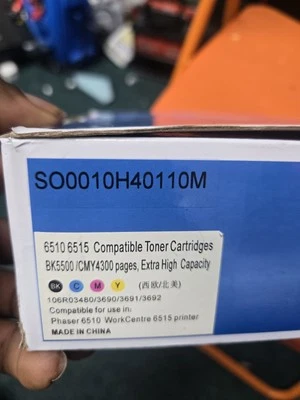 SO0010H40110M
6510 6515 Compatible Toner Cartridges
BK5500 /CMY4300 pages, Extra High Capacity
BK C M Y (西欧/北美)
106R03480/3690/3691/3692
Compatible for use in:
Phaser 6510 WorkCentre 6515 printer
MADE IN CHINA